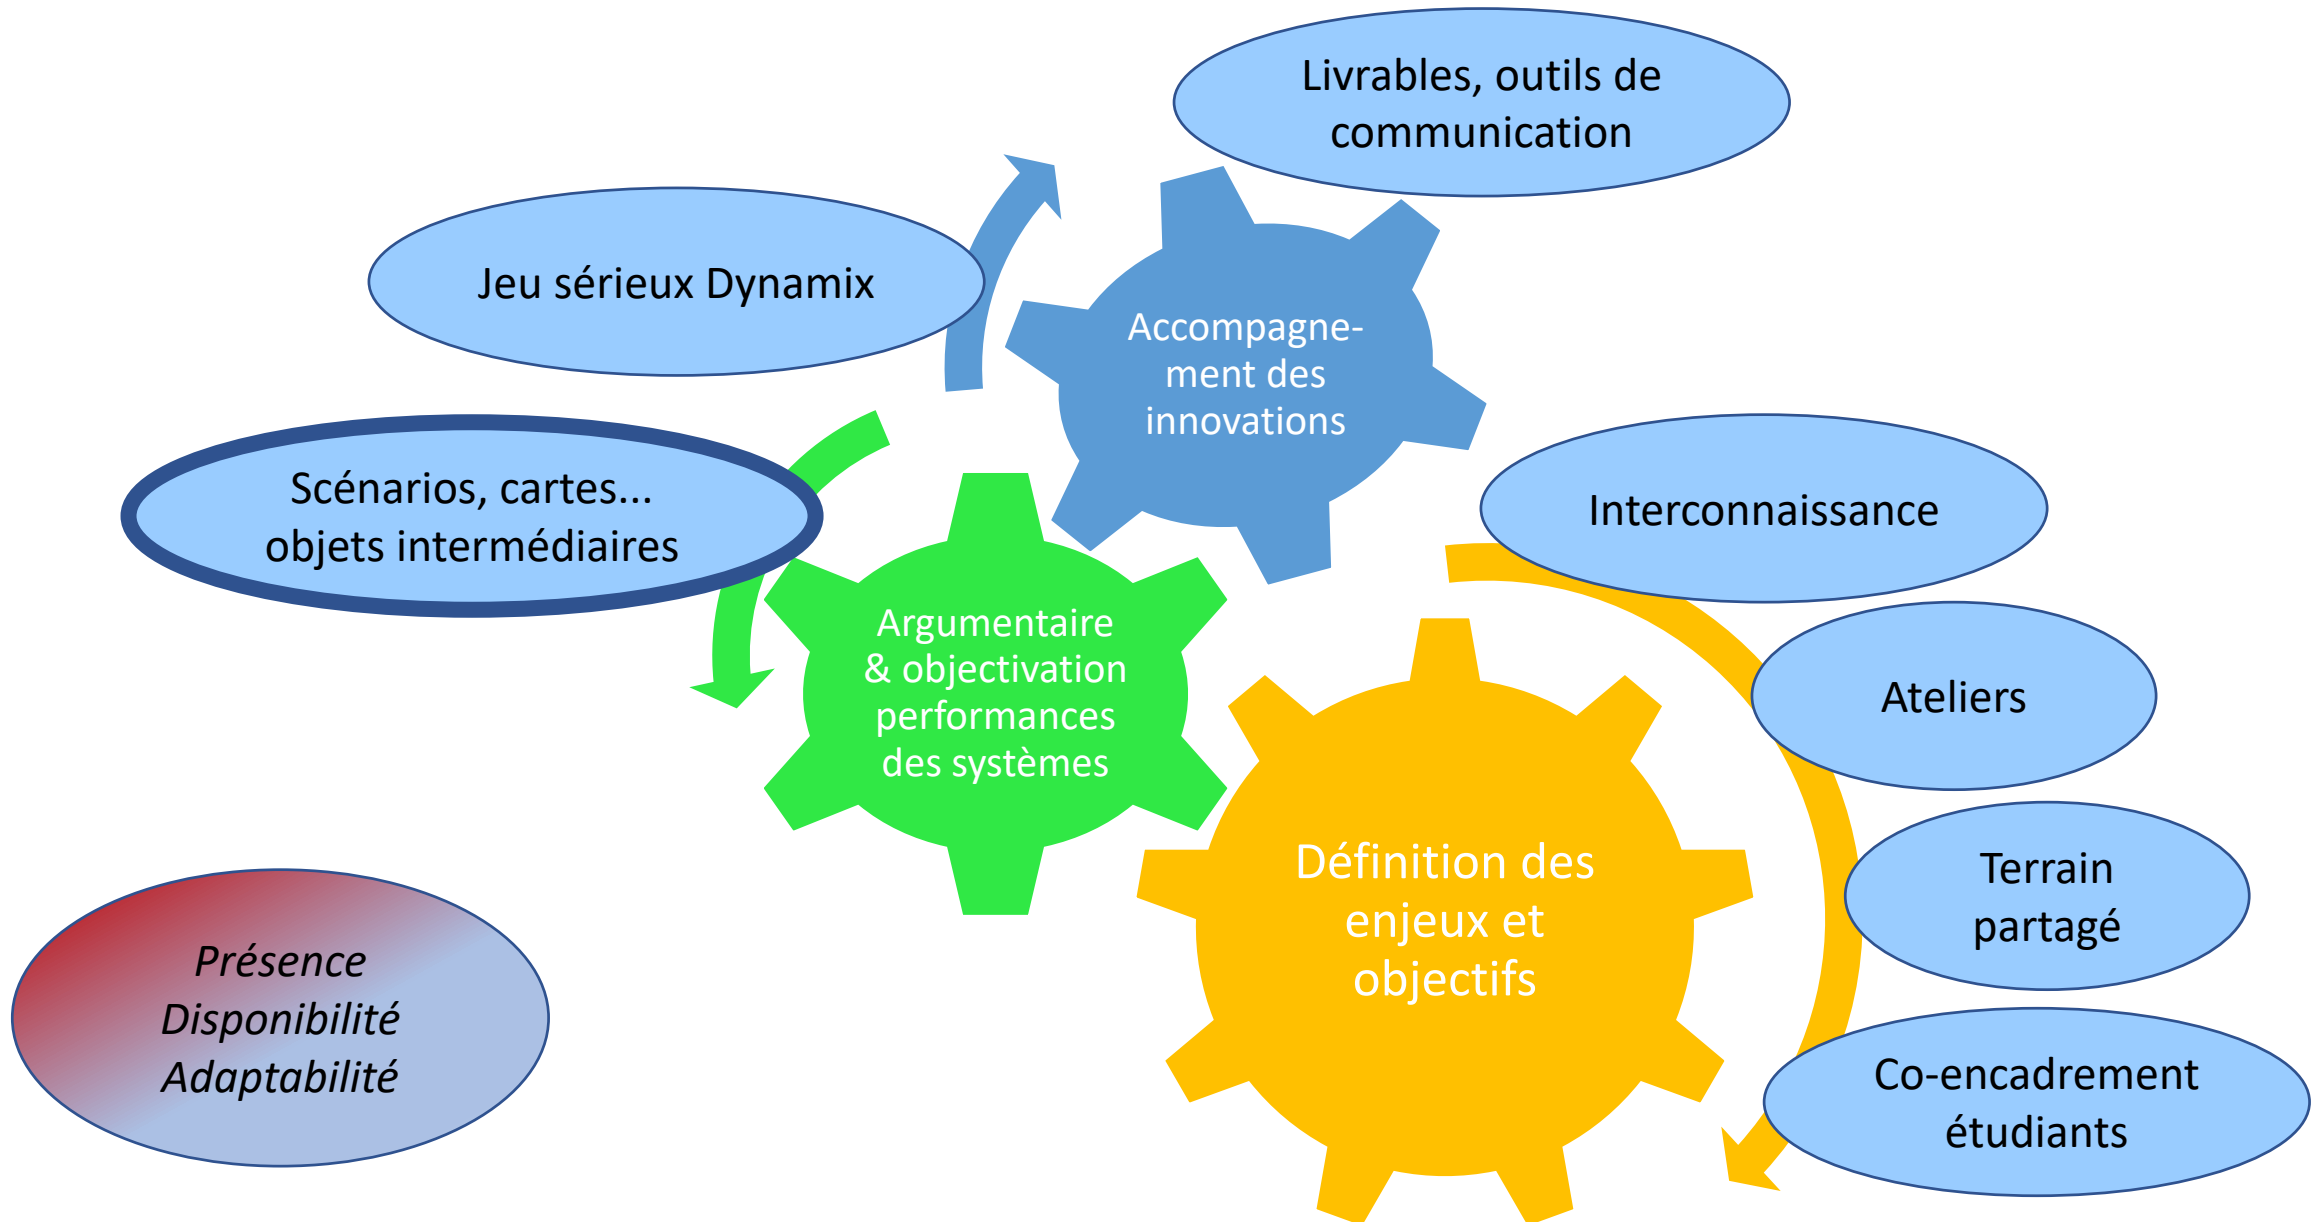 Livrables, outils de
communication
Jeu sérieux Dynamix
Accompagne-
ment des
innovations
Scénarios, cartes...
objets intermédiaires
Interconnaissance
Argumentaire
& objectivation
performances
des systèmes
Ateliers
Définition des
enjeux et
objectifs
Terrain
partagé
Présence
Disponibilité
Adaptabilité
Co-encadrement
étudiants